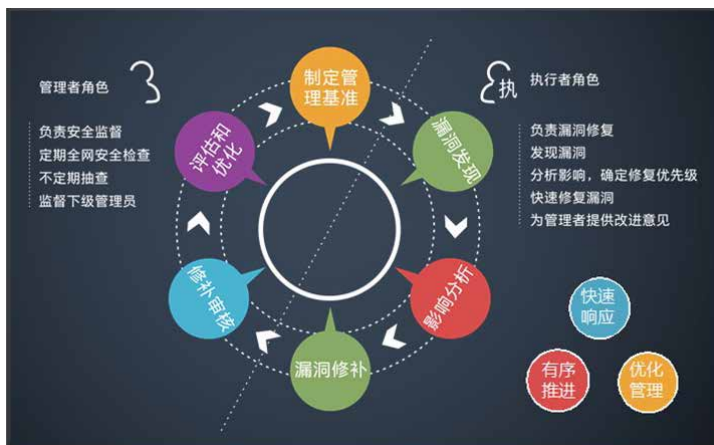 管理者角色
负责安全监督
定期全网安全检查
不定期抽查
监督下级管理员
执
执行者角色
负责漏洞修复
发现漏洞
分析影响，确定修复优先级
快速修复漏洞
为管理者提供改进意见
制定管
理基准
漏洞发现
影响分析
漏洞修补
修补审核
评估和
优化
快速
响应
有序
推进
优化
管理